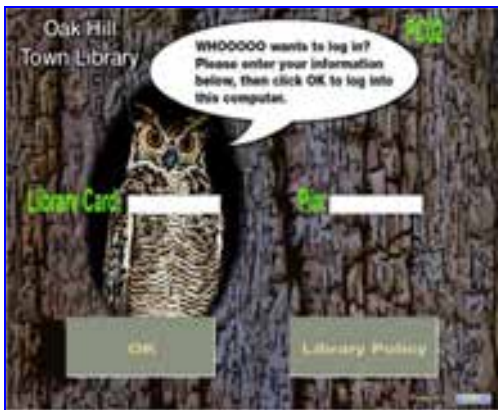 Oak Hill
Town Library
WHOOOOO wants to log in?
Please enter your information
below, then click OK to log into
this computer.
Library Card:
Pin:
OK
Library Policy